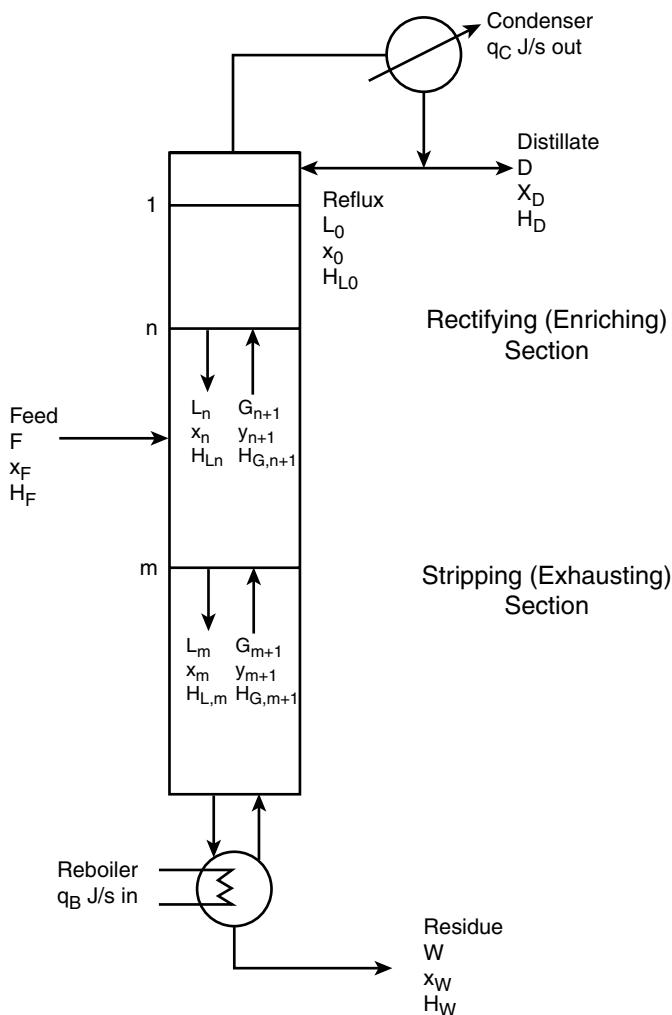 Condenser
q_C J/s out
Distillate
D
X_D
H_D
1
Reflux
L_0
x_0
H_L0
Rectifying (Enriching)
Section
n
Feed
F
x_F
H_F
L_n G_n+1
x_n y_n+1
H_Ln H_G,n+1
m
Stripping (Exhausting)
Section
L_m G_m+1
x_m y_m+1
H_L,m H_G,m+1
Reboiler
q_B J/s in
Residue
W
x_W
H_W